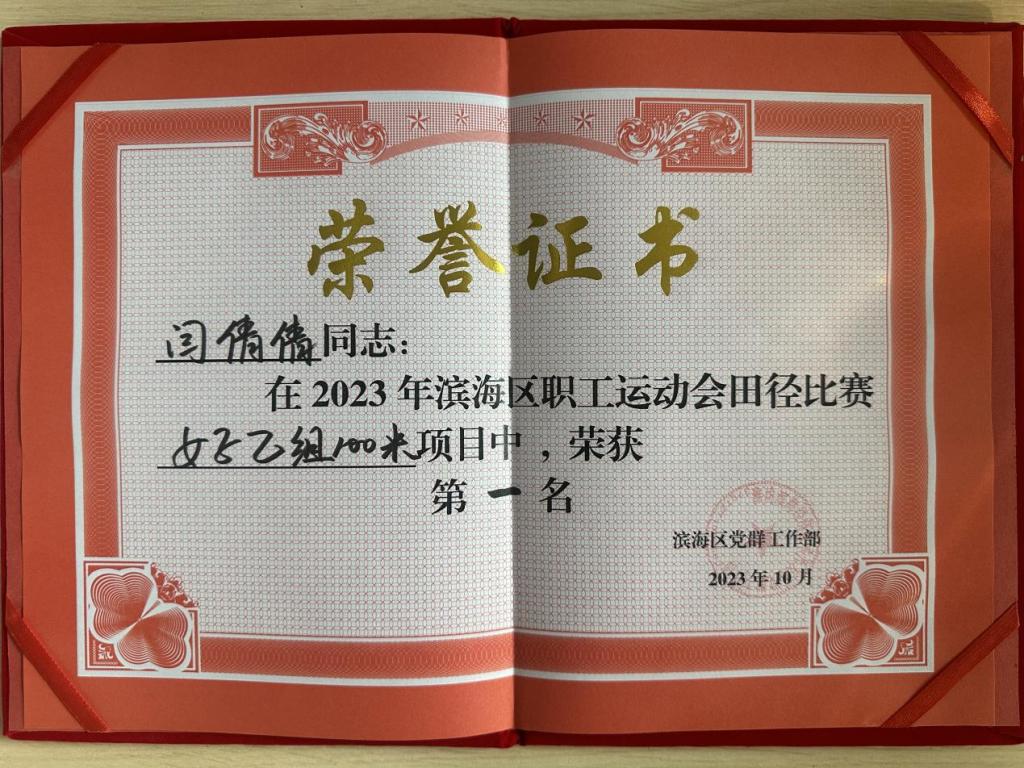 荣誉证书
闫倩倩同志：
在2023年滨海区职工运动会田径比赛
女子乙组100米项目中，荣获
第一名
滨海区党群工作部
2023年10月